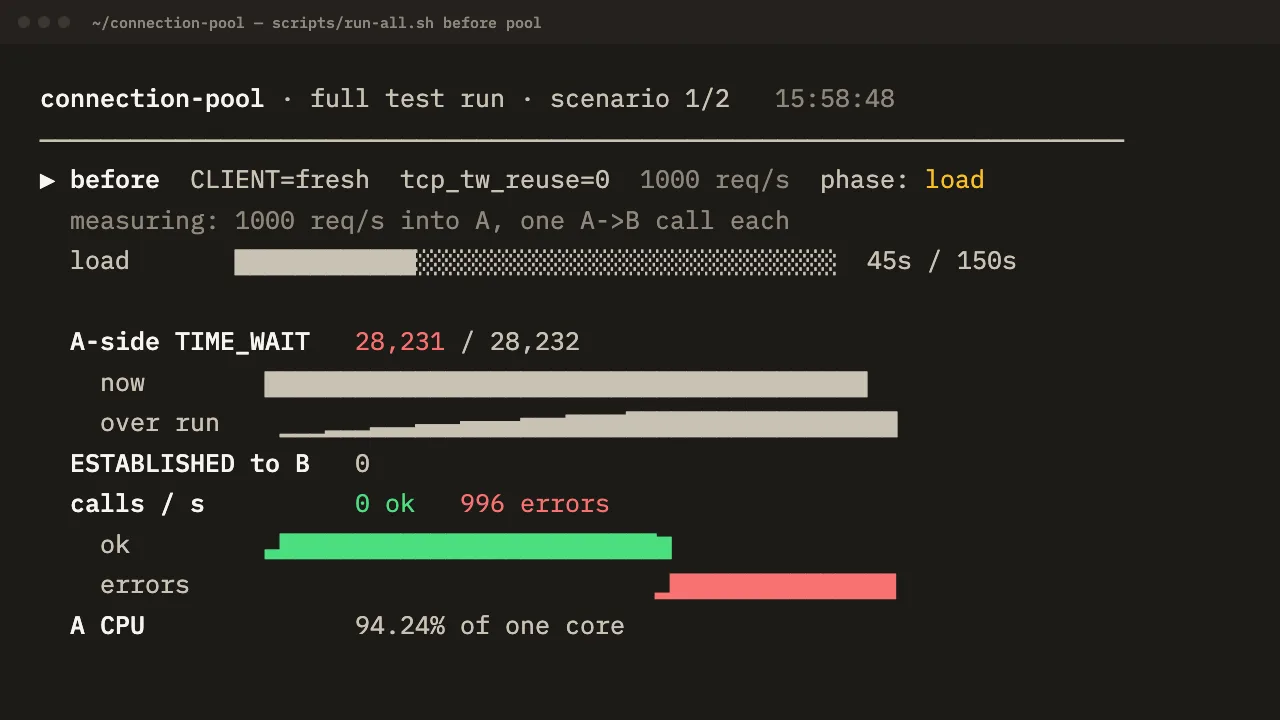 ~/connection-pool — scripts/run-all.sh before pool
connection-pool · full test run · scenario 1/2 15:58:48
▶ before CLIENT=fresh tcp_tw_reuse=0 1000 req/s phase: load
measuring: 1000 req/s into A, one A->B call each
load 45s / 150s
A-side TIME_WAIT 28,231 / 28,232
now
over run
ESTABLISHED to B 0
calls / s 0 ok 996 errors
ok
errors
A CPU 94.24% of one core